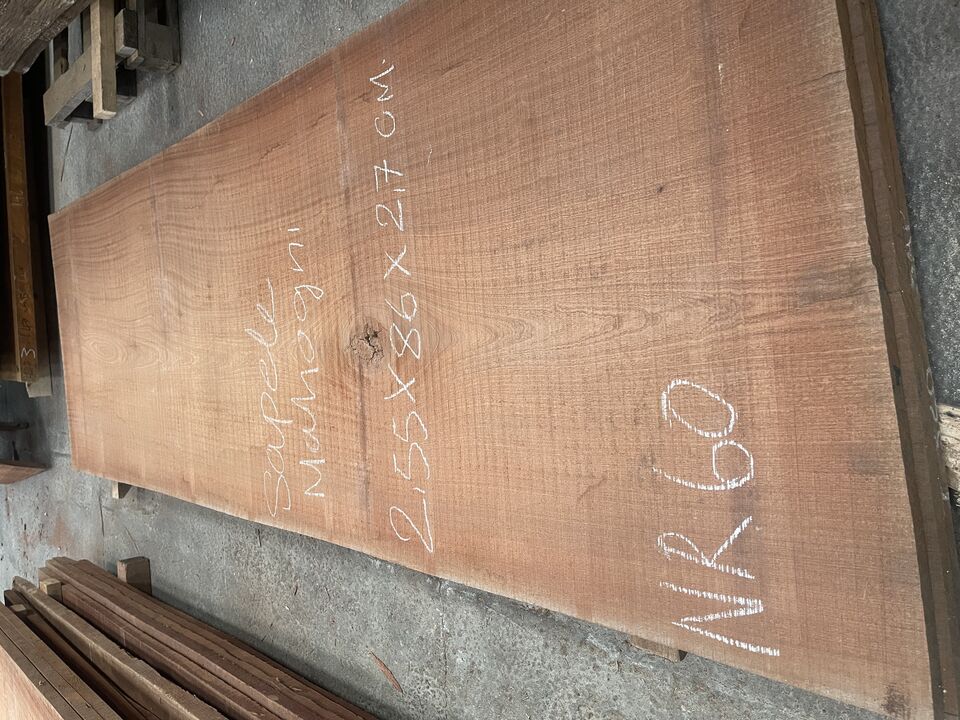 Sapele
Mahogni
2,55 x 86 x 2,7 cm.
NR 60